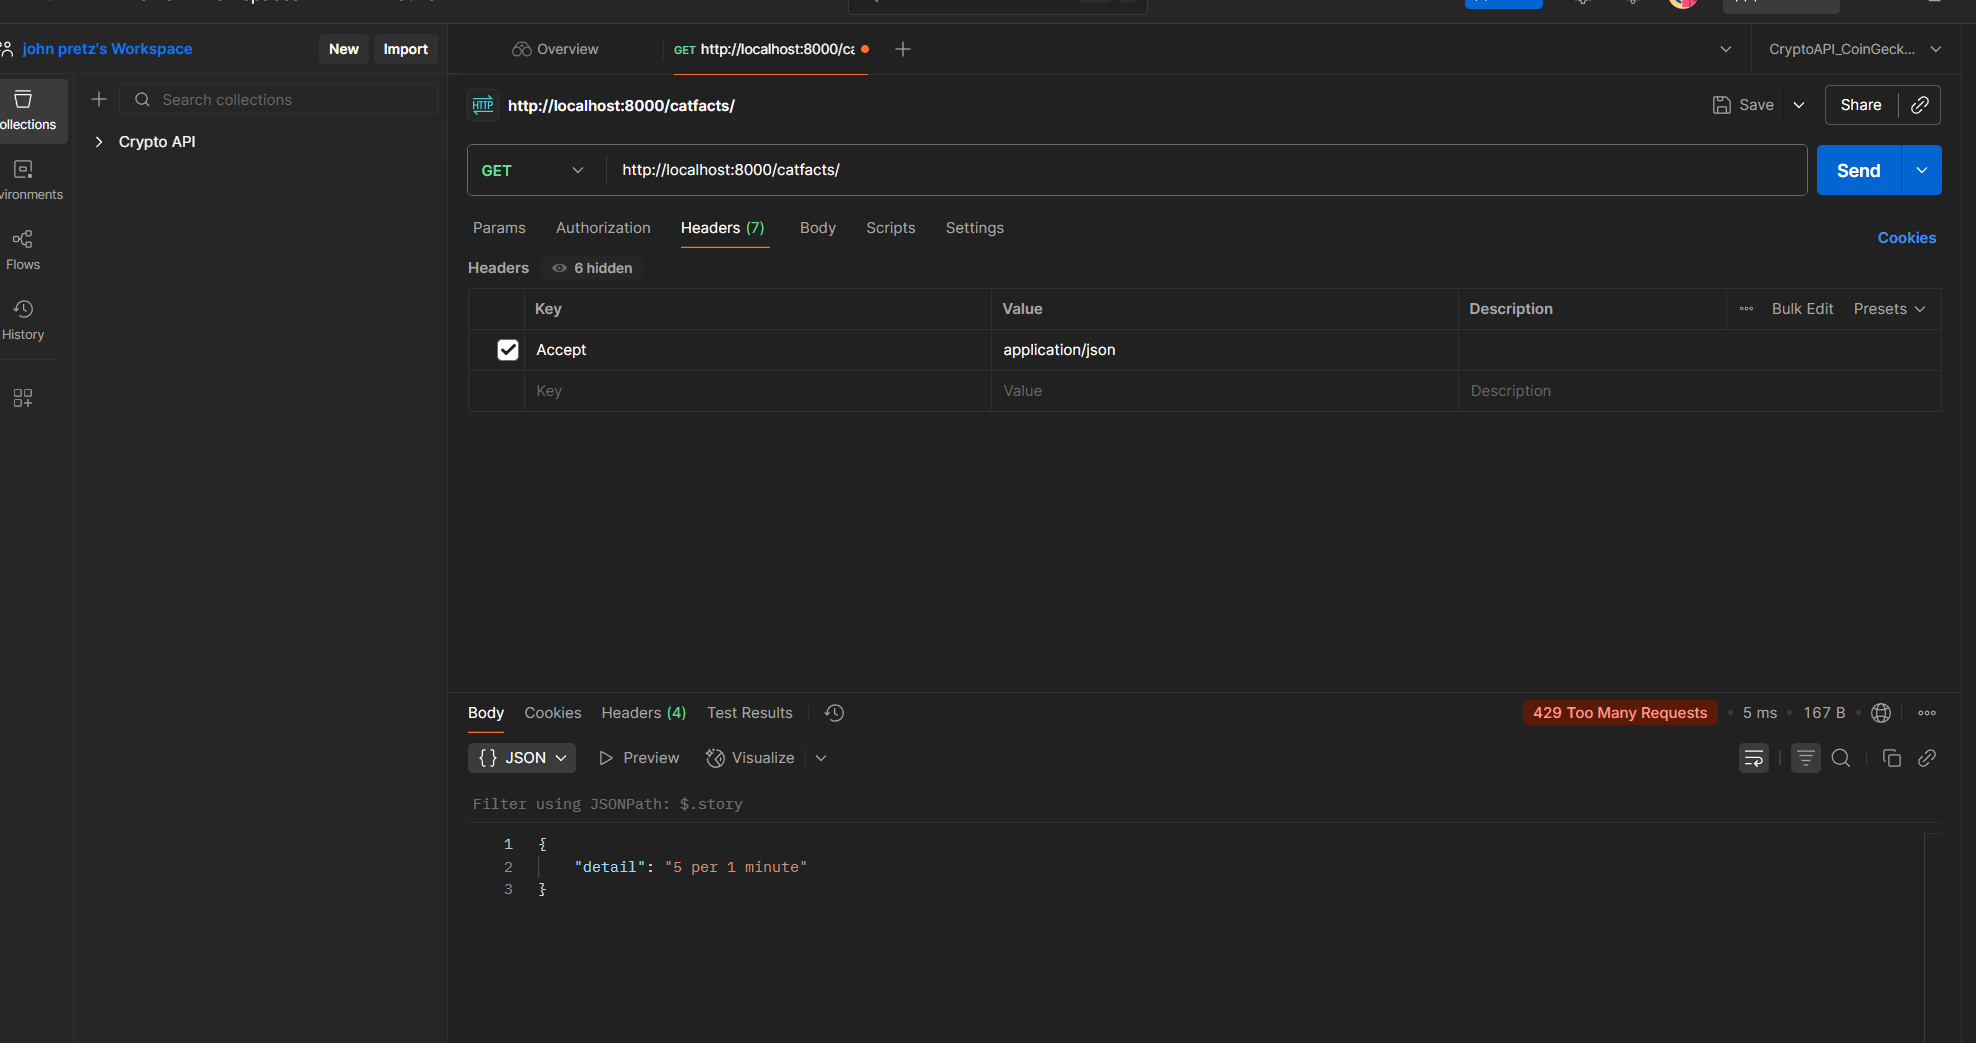 john pretz's Workspace
New
Import
Overview
GET http://localhost:8000/ca
CryptoAPI_CoinGeck...
ollections
Search collections
HTTP
http://localhost:8000/catfacts/
Save
Share
Crypto API
GET
http://localhost:8000/catfacts/
Send
vironments
Params
Authorization
Headers (7)
Body
Scripts
Settings
Cookies
Flows
Headers
6 hidden
Key
Value
Description
Bulk Edit
Presets
History
Accept
application/json
Key
Value
Description
Body
Cookies
Headers (4)
Test Results
429 Too Many Requests
5 ms
167 B
{} JSON
Preview
Visualize
Filter using JSONPath: $.story
1 {
2 "detail": "5 per 1 minute"
3 }